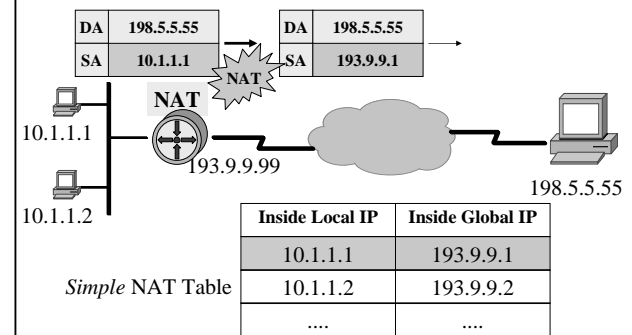 DA 198.5.5.55 DA 198.5.5.55
SA 10.1.1.1 SA 193.9.9.1
NAT
NAT
10.1.1.1
193.9.9.99
198.5.5.55
10.1.1.2
Inside Local IP Inside Global IP
10.1.1.1 193.9.9.1
Simple NAT Table 10.1.1.2 193.9.9.2
.... ....